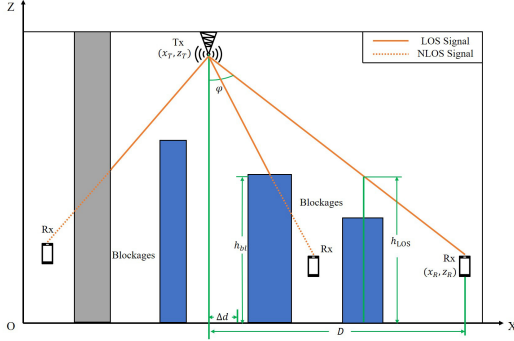 Z
LOS Signal
NLOS Signal
Tx
(x_T, z_T)
φ
Rx
Blockages
h_bl
Blockages
Rx
h_LOS
Rx
(x_R, z_R)
Δd
D
O
X